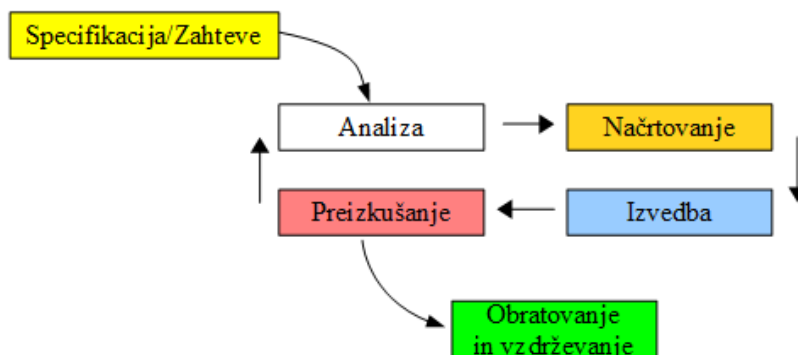 Specifikacija/Zahteve
Analiza
Načrtovanje
Preizkušanje
Izvedba
Obratovanje
in vzdrževanje